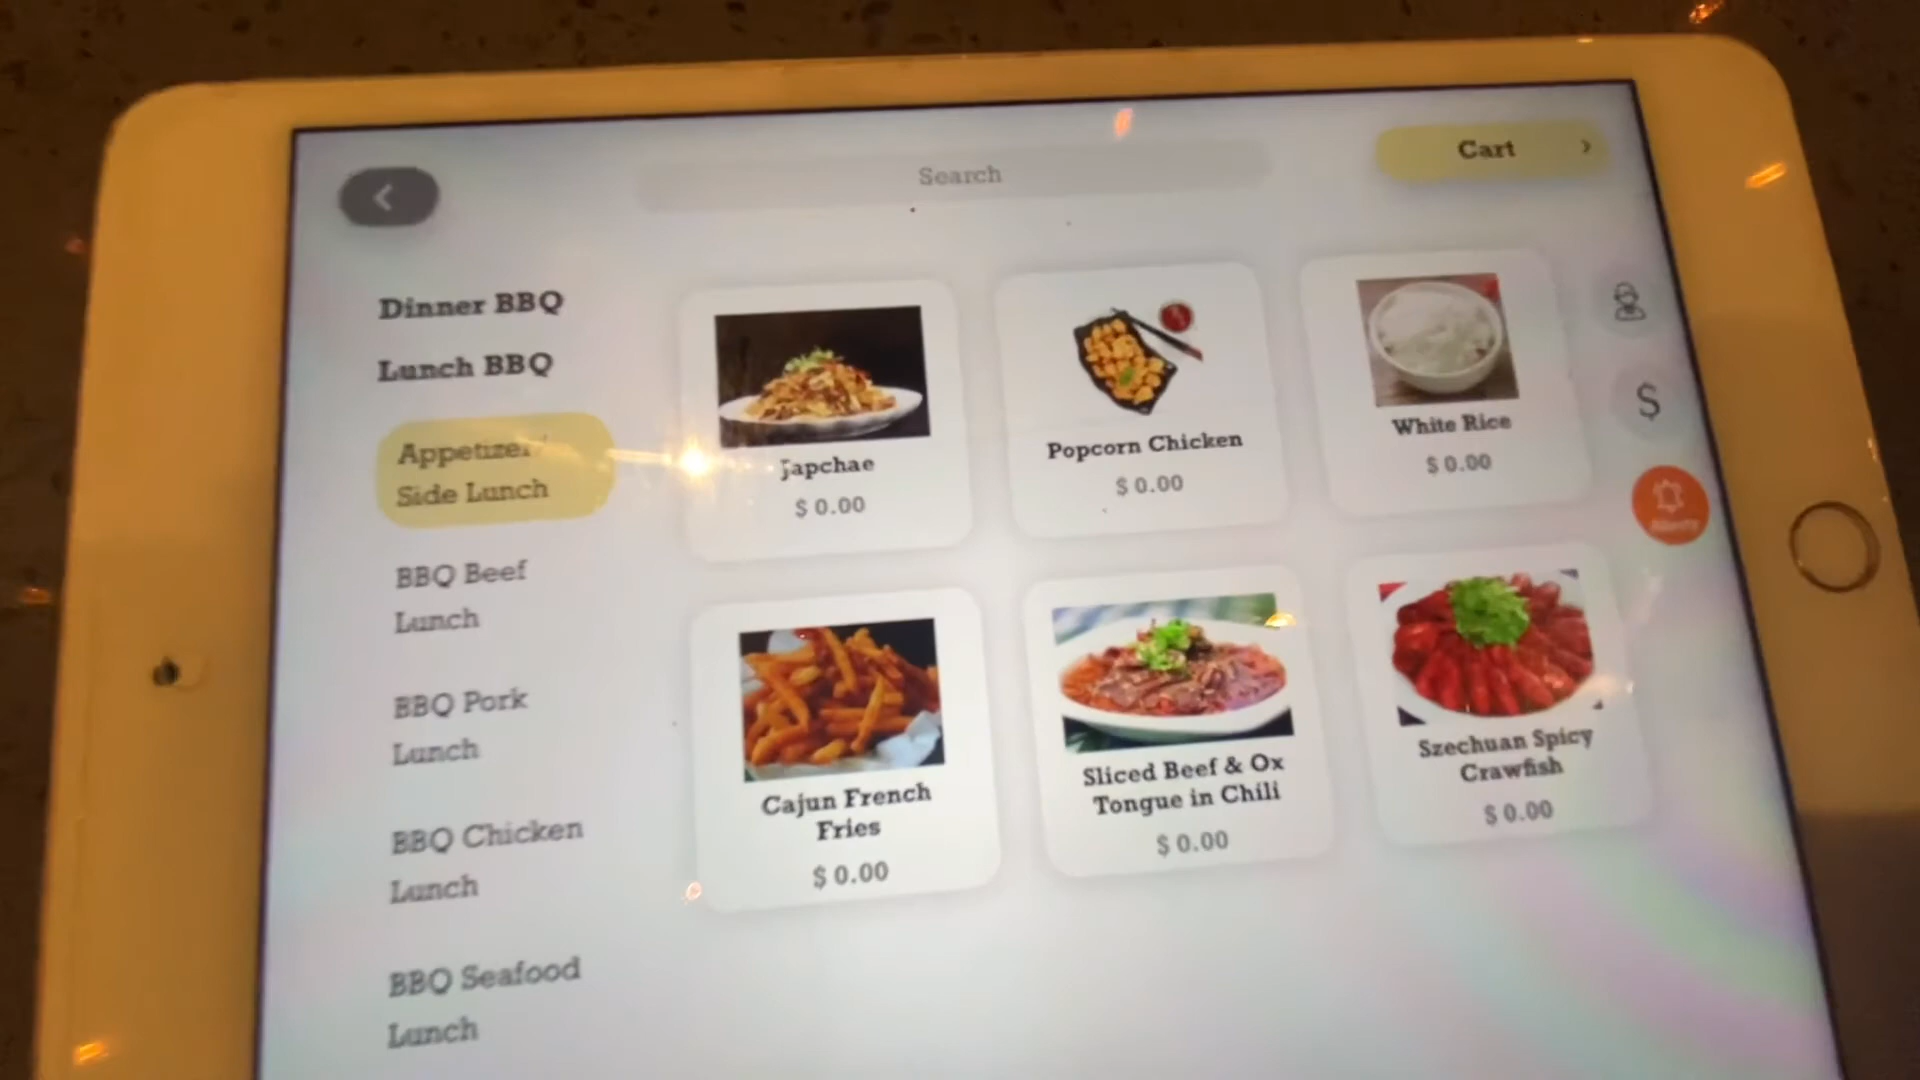 Search
Cart
Dinner BBQ
Lunch BBQ
Appetizer/
Side Lunch
BBQ Beef
Lunch
BBQ Pork
Lunch
BBQ Chicken
Lunch
BBQ Seafood
Lunch
Japchae
$ 0.00
Popcorn Chicken
$ 0.00
White Rice
$ 0.00
$
Cajun French
Fries
$ 0.00
Sliced Beef & Ox
Tongue in Chili
$ 0.00
Szechuan Spicy
Crawfish
$ 0.00